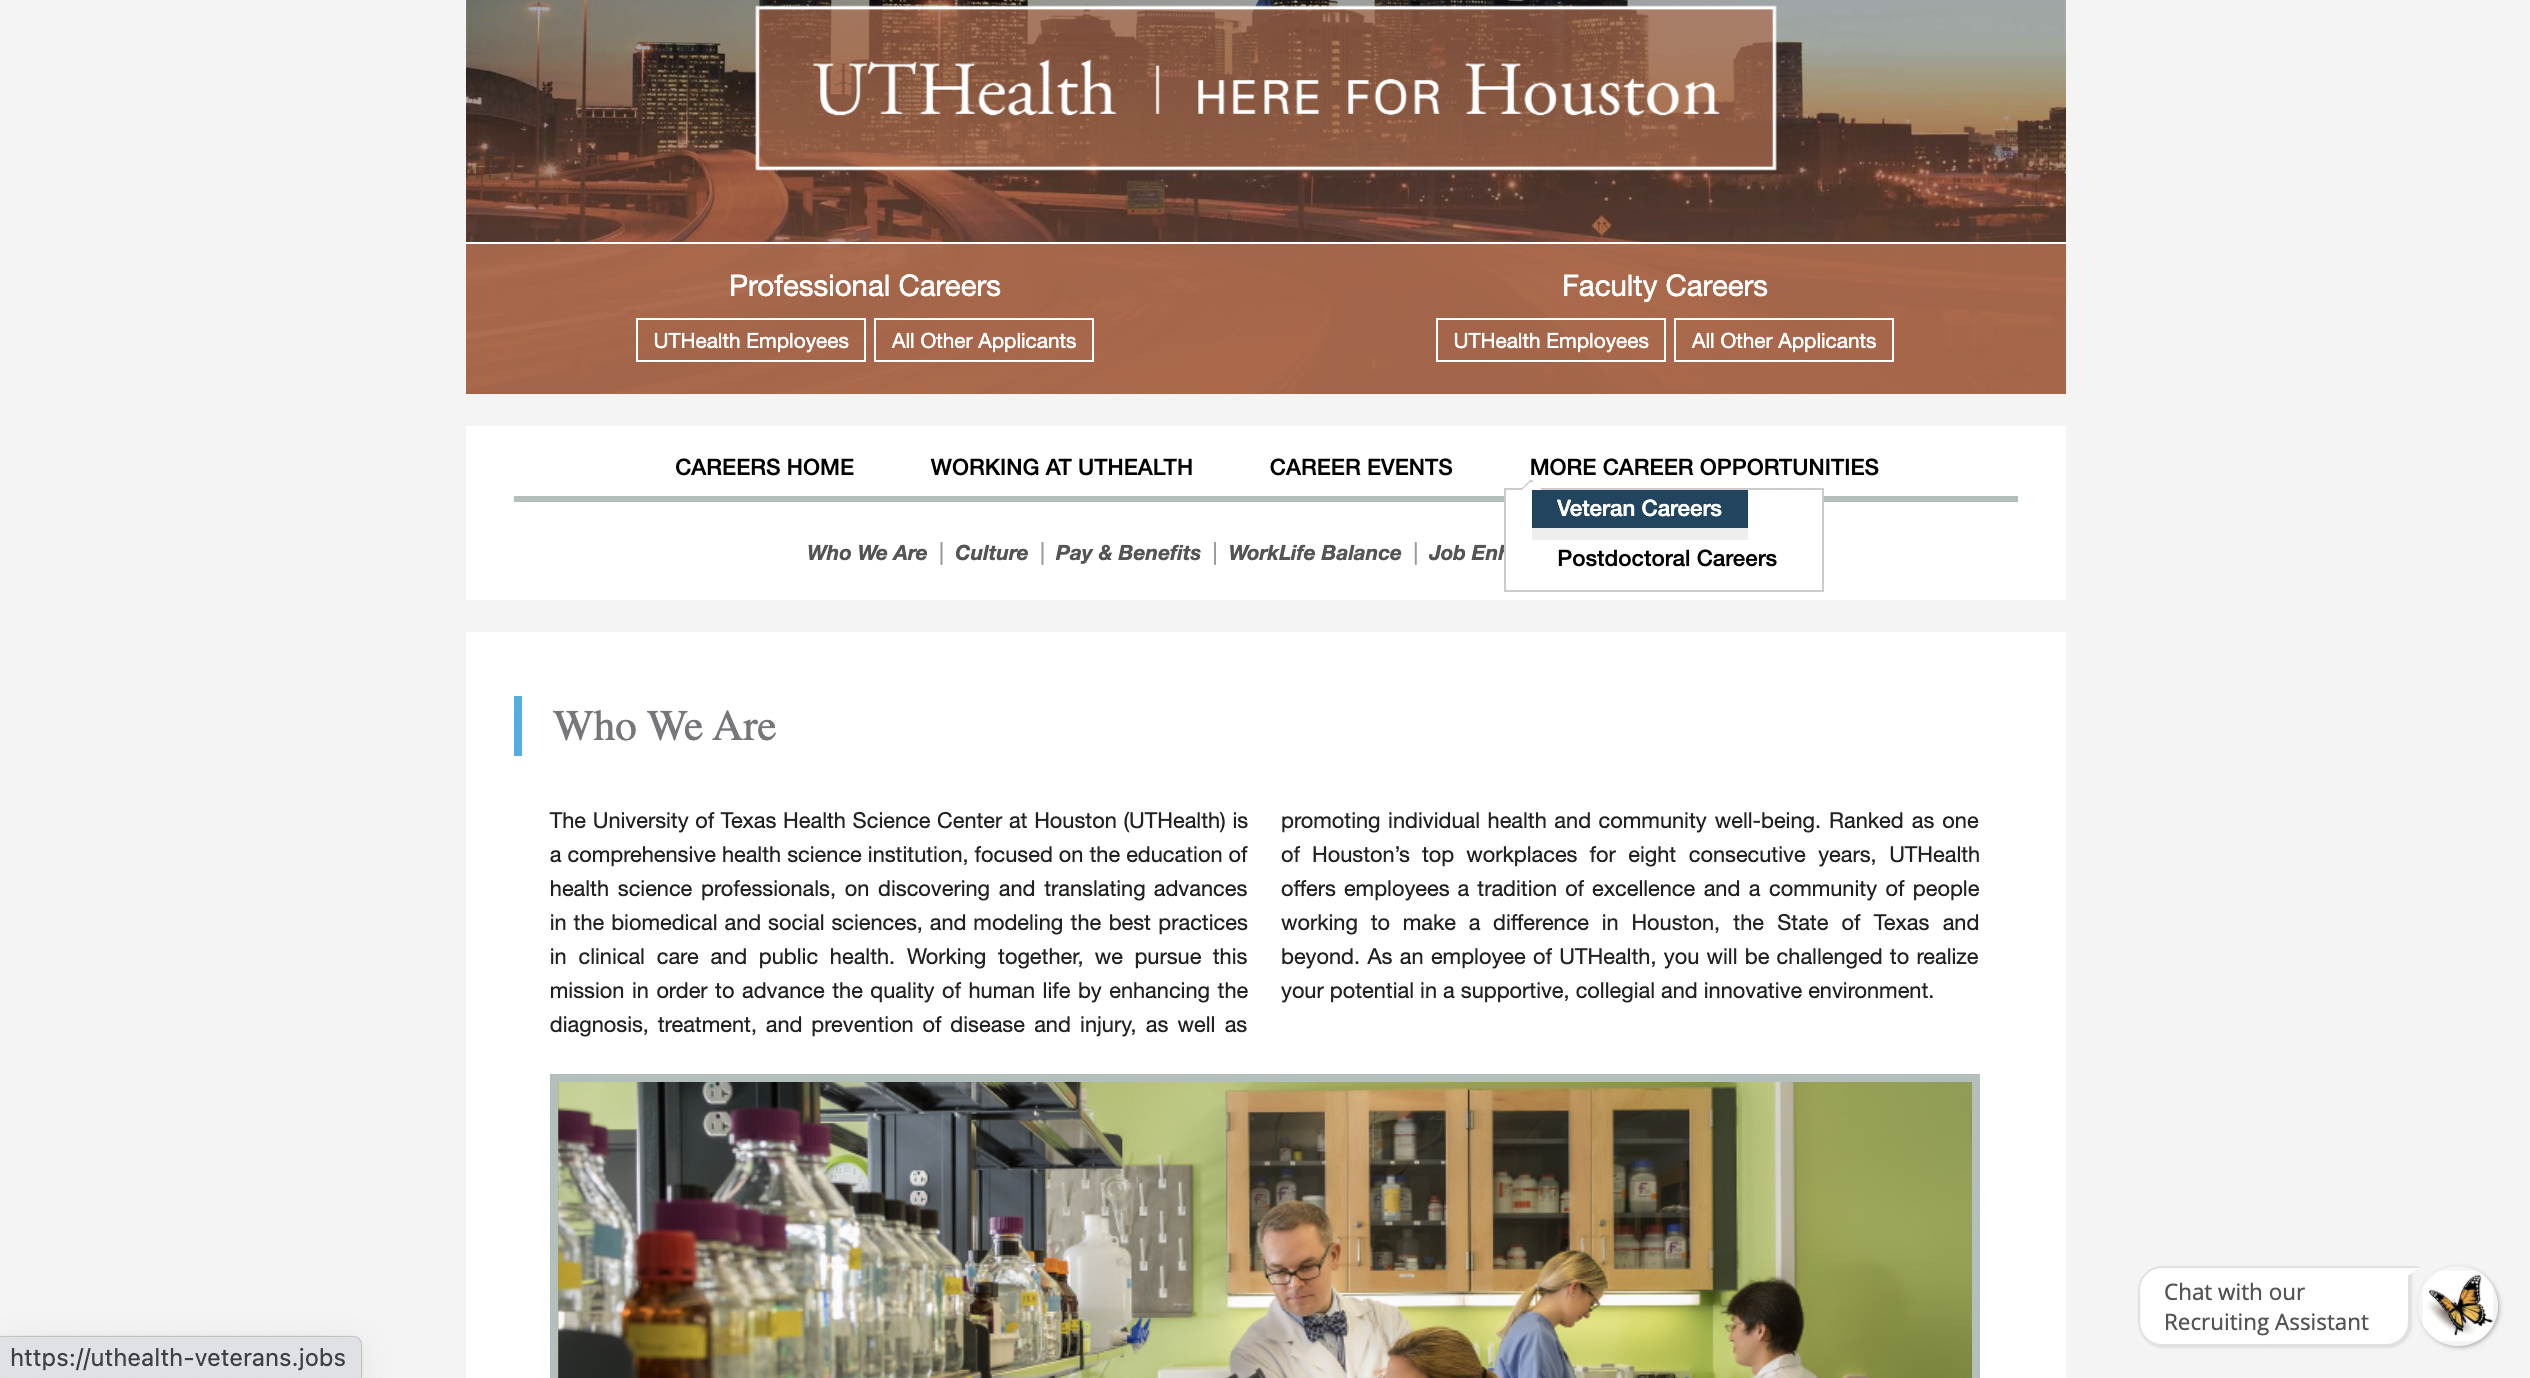 UTHealth | HERE FOR Houston
Professional Careers
UTHealth Employees
All Other Applicants
Faculty Careers
UTHealth Employees
All Other Applicants
CAREERS HOME
WORKING AT UTHEALTH
CAREER EVENTS
MORE CAREER OPPORTUNITIES
Veteran Careers
Postdoctoral Careers
Who We Are | Culture | Pay & Benefits | WorkLife Balance | Job
Who We Are
The University of Texas Health Science Center at Houston (UTHealth) is
a comprehensive health science institution, focused on the education of
health science professionals, on discovering and translating advances
in the biomedical and social sciences, and modeling the best practices
in clinical care and public health. Working together, we pursue this
mission in order to advance the quality of human life by enhancing the
diagnosis, treatment, and prevention of disease and injury, as well as
promoting individual health and community well-being. Ranked as one
of Houston’s top workplaces for eight consecutive years, UTHealth
offers employees a tradition of excellence and a community of people
working to make a difference in Houston, the State of Texas and
beyond. As an employee of UTHealth, you will be challenged to realize
your potential in a supportive, collegial and innovative environment.
Chat with our
Recruiting Assistant
https://uthealth-veterans.jobs